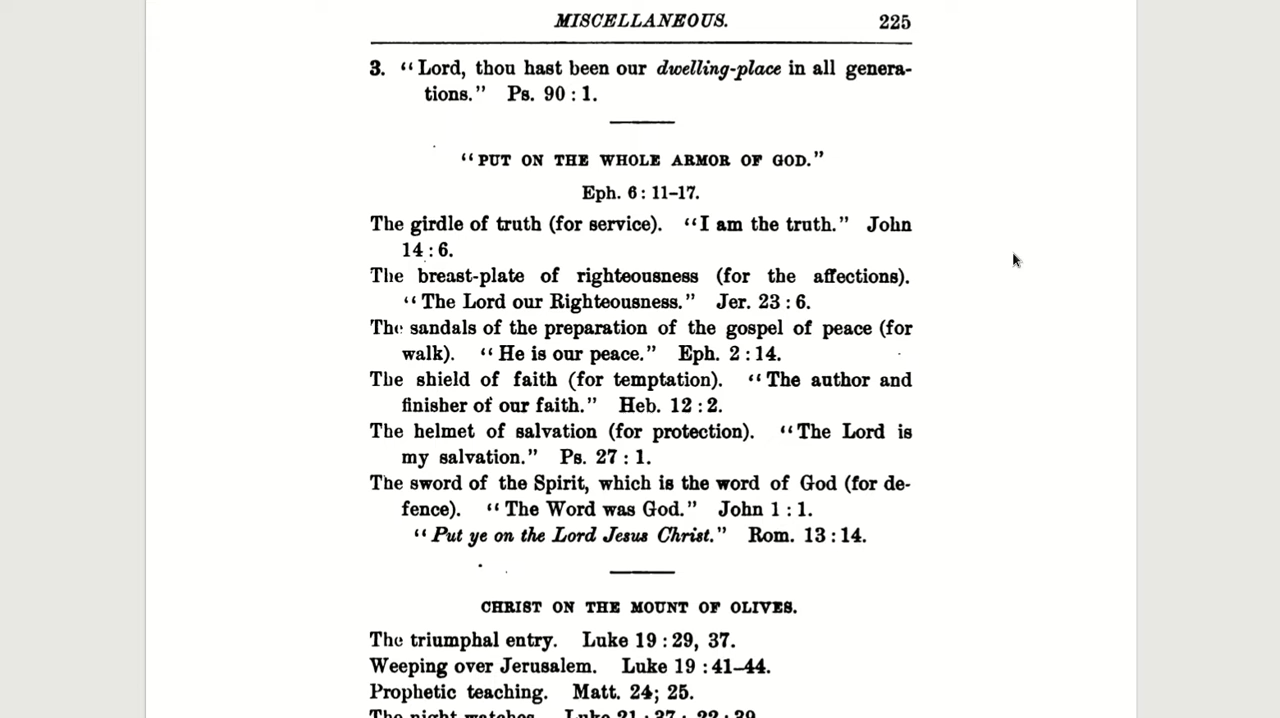 MISCELLANEOUS. 225
3. “Lord, thou hast been our dwelling-place in all genera-
tions.” Ps. 90 : 1.
“PUT ON THE WHOLE ARMOR OF GOD.”
Eph. 6 : 11–17.
The girdle of truth (for service). “I am the truth.” John
14 : 6.
The breast-plate of righteousness (for the affections).
“The Lord our Righteousness.” Jer. 23 : 6.
The sandals of the preparation of the gospel of peace (for
walk). “He is our peace.” Eph. 2 : 14.
The shield of faith (for temptation). “The author and
finisher of our faith.” Heb. 12 : 2.
The helmet of salvation (for protection). “The Lord is
my salvation.” Ps. 27 : 1.
The sword of the Spirit, which is the word of God (for de-
fence). “The Word was God.” John 1 : 1.
“Put ye on the Lord Jesus Christ.” Rom. 13 : 14.
CHRIST ON THE MOUNT OF OLIVES.
The triumphal entry. Luke 19 : 29, 37.
Weeping over Jerusalem. Luke 19 : 41–44.
Prophetic teaching. Matt. 24; 25.
The night watches. Luke 21 : 37; 22 : 39.